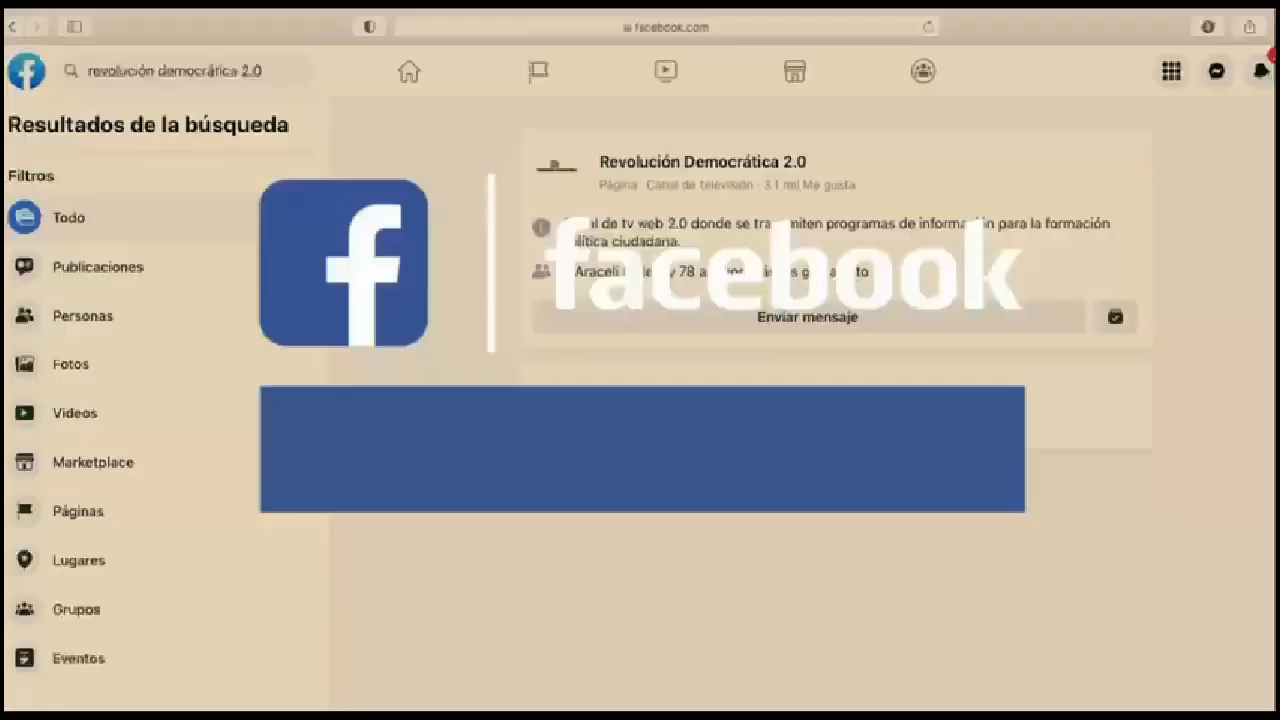 facebook.com
revolución democrática 2.0
Resultados de la búsqueda
Filtros
Todo
Publicaciones
Personas
Fotos
Videos
Marketplace
Páginas
Lugares
Grupos
Eventos
Revolución Democrática 2.0
Página · Canal de televisión · 3.1 mil Me gusta
de tv web 2.0 donde se programas de para la formación
ciudadana.
Araceli y 78
Enviar mensaje
facebook